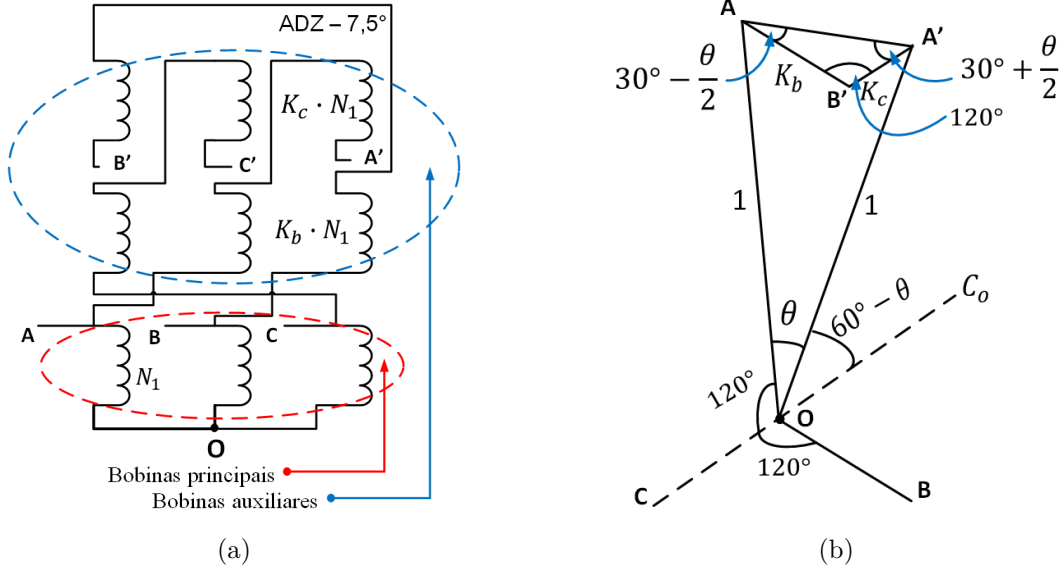 ADZ – 7,5°
K_c · N_1
B’
C’
A’
K_b · N_1
A
B
C
N_1
O
Bobinas principais
Bobinas auxiliares
(a)
A
A’
30° − θ/2
K_b
B’
K_c
30° + θ/2
120°
1
1
C_o
θ
60° − θ
120°
O
120°
C
B
(b)